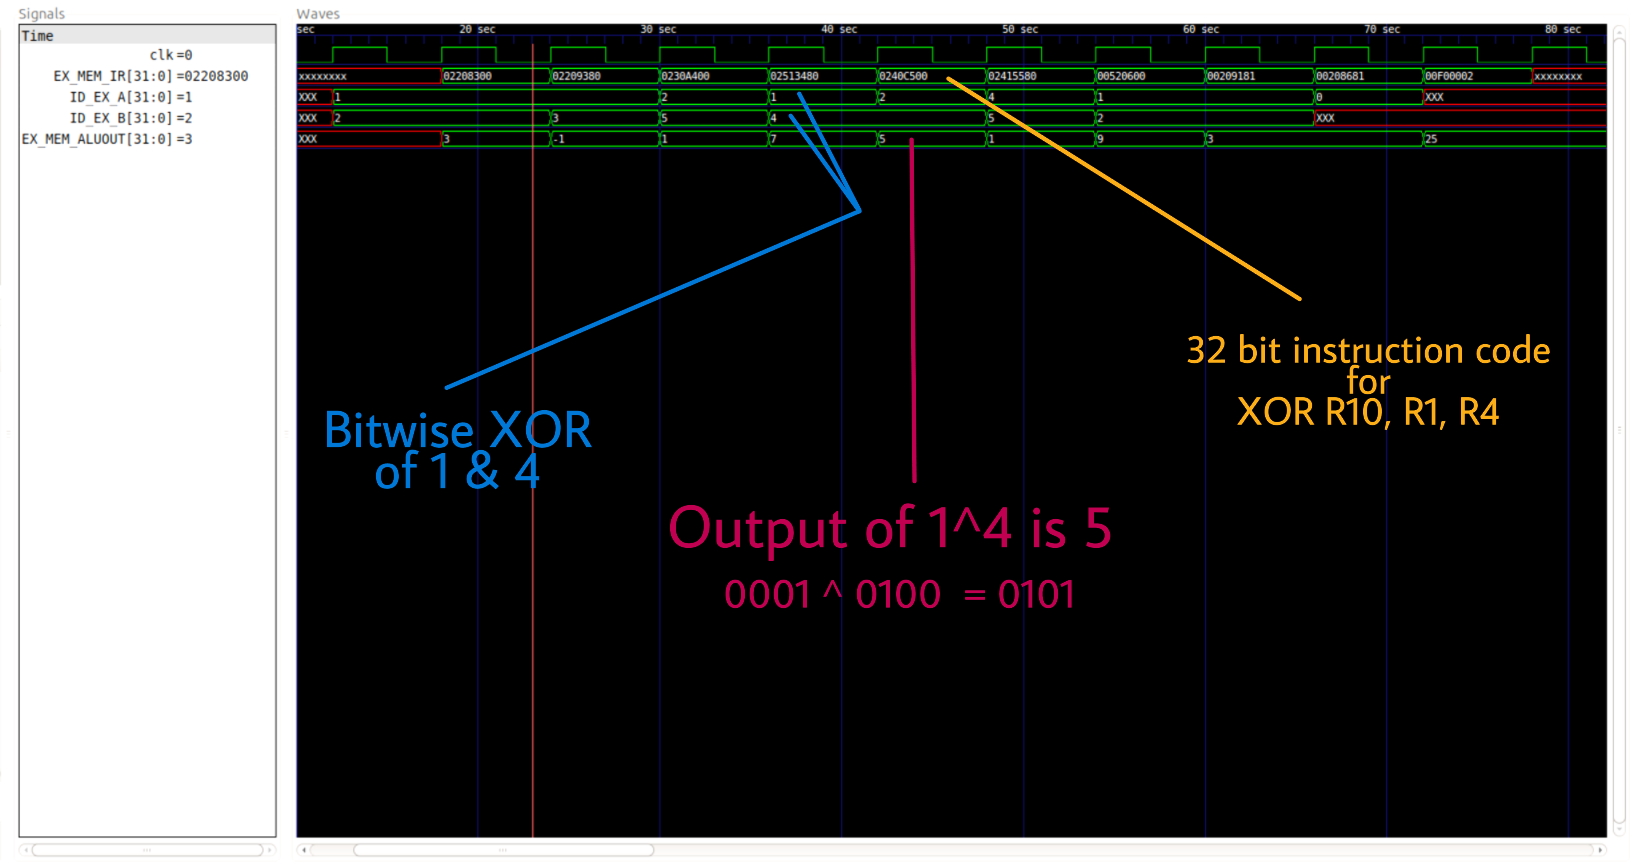 Signals
Waves
Time
clk =0
EX_MEM_IR[31:0] =02208300
ID_EX_A[31:0] =1
ID_EX_B[31:0] =2
EX_MEM_ALUOUT[31:0] =3
sec 20 sec 30 sec 40 sec 50 sec 60 sec 70 sec 80 sec
xxxxxxxx 02208300 02209380 0230A400 02513480 0240C500 02415580 00520600 00209181 00208681 00F00002 xxxxxxxx
XXX 1 2 1 2 4 1 0 XXX
XXX 2 3 5 4 5 2 XXX
XXX 3 -1 1 7 5 1 9 3 25
32 bit instruction code
for
XOR R10, R1, R4
Bitwise XOR
of 1 & 4
Output of 1^4 is 5
0001 ^ 0100 = 0101